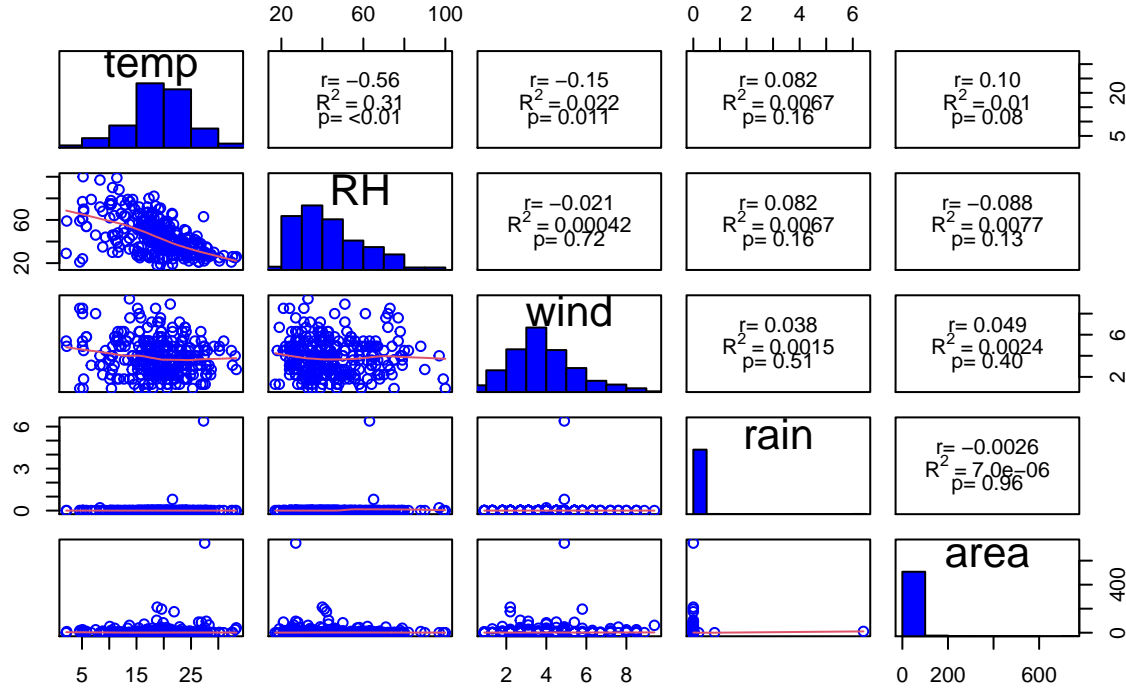 20 60 100
0 2 4 6
temp
r= −0.56
R2 = 0.31
p= <0.01
r= −0.15
R2 = 0.022
p= 0.011
r= 0.082
R2 = 0.0067
p= 0.16
r= 0.10
R2 = 0.01
p= 0.08
5 20
20 60
RH
r= −0.021
R2 = 0.00042
p= 0.72
r= 0.082
R2 = 0.0067
p= 0.16
r= −0.088
R2 = 0.0077
p= 0.13
wind
r= 0.038
R2 = 0.0015
p= 0.51
r= 0.049
R2 = 0.0024
p= 0.40
2 6
0 3 6
rain
r= −0.0026
R2 = 7.0e−06
p= 0.96
area
0 400
5 15 25
2 4 6 8
0 200 600